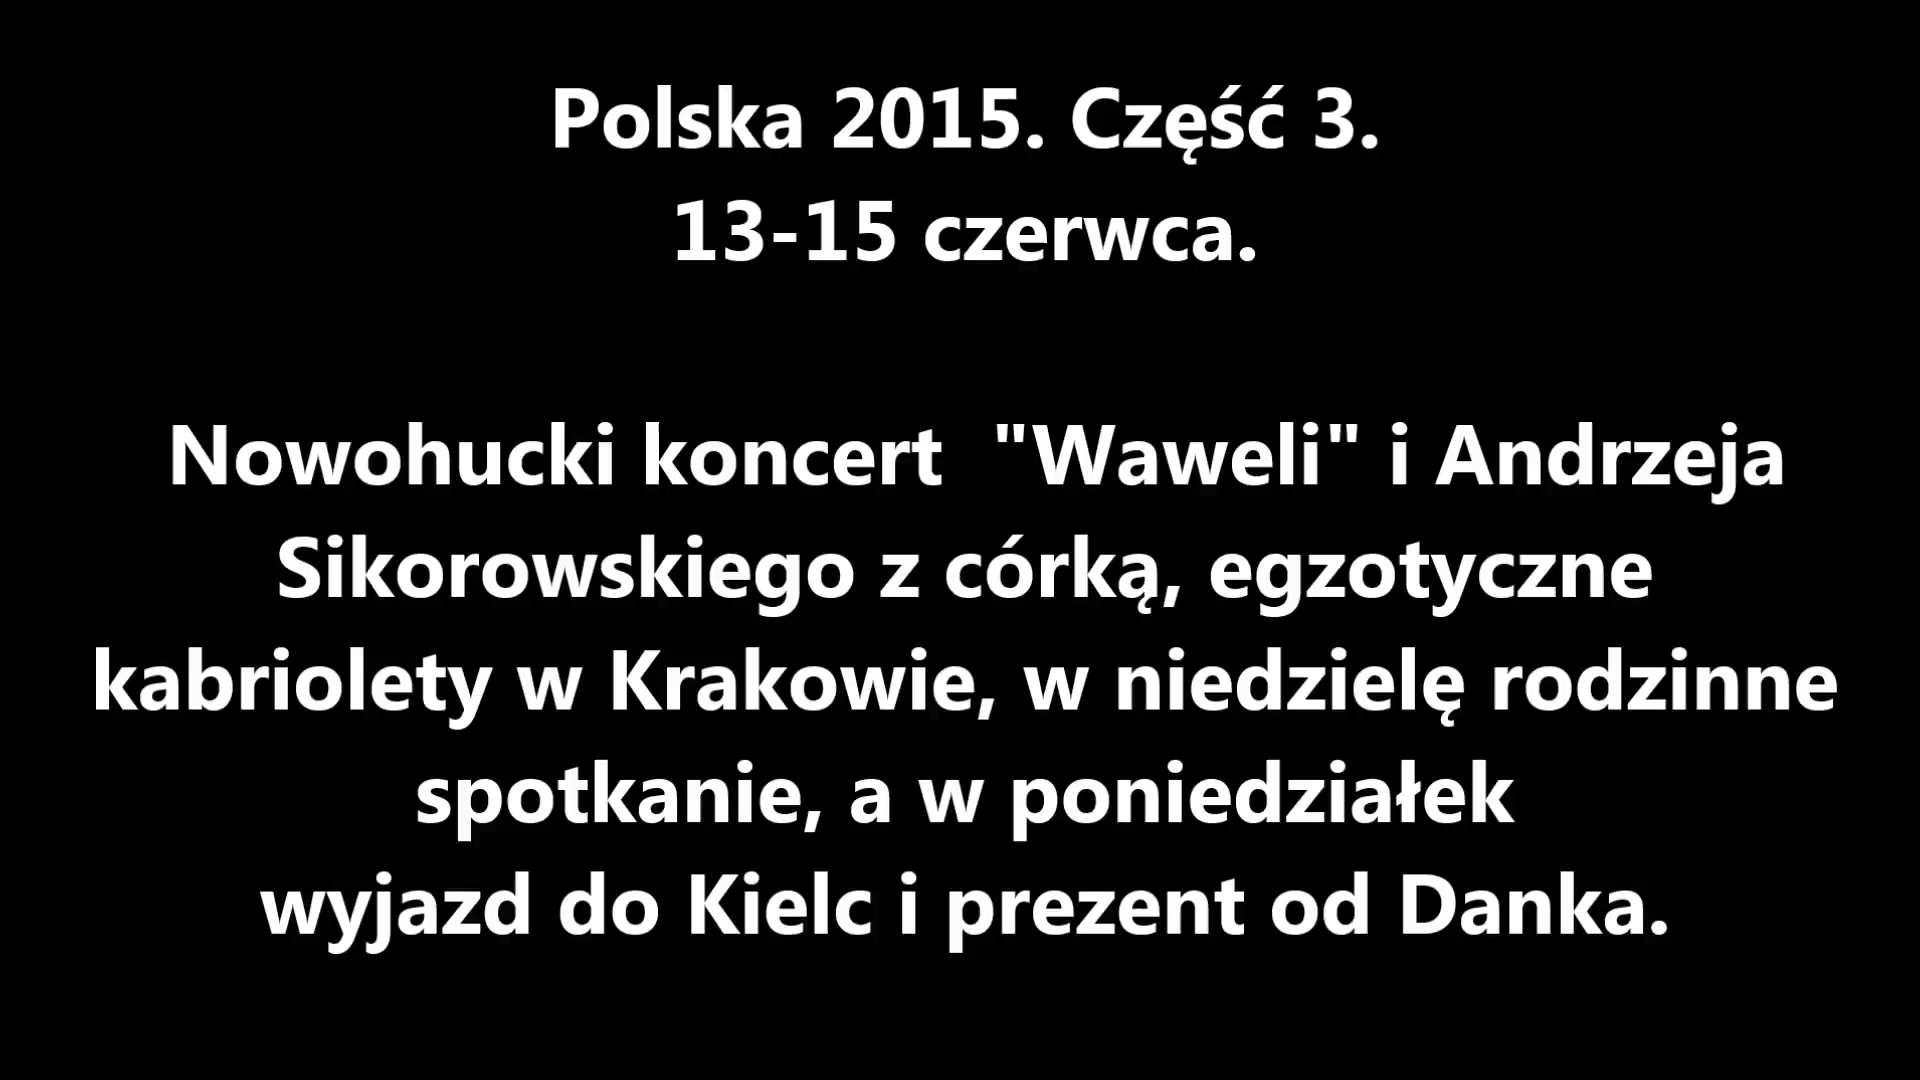 Polska 2015. Część 3.
13-15 czerwca.
Nowohucki koncert "Waweli" i Andrzeja
Sikorowskiego z córką, egzotyczne
kabriolety w Krakowie, w niedzielę rodzinne
spotkanie, a w poniedziałek
wyjazd do Kielc i prezent od Danka.